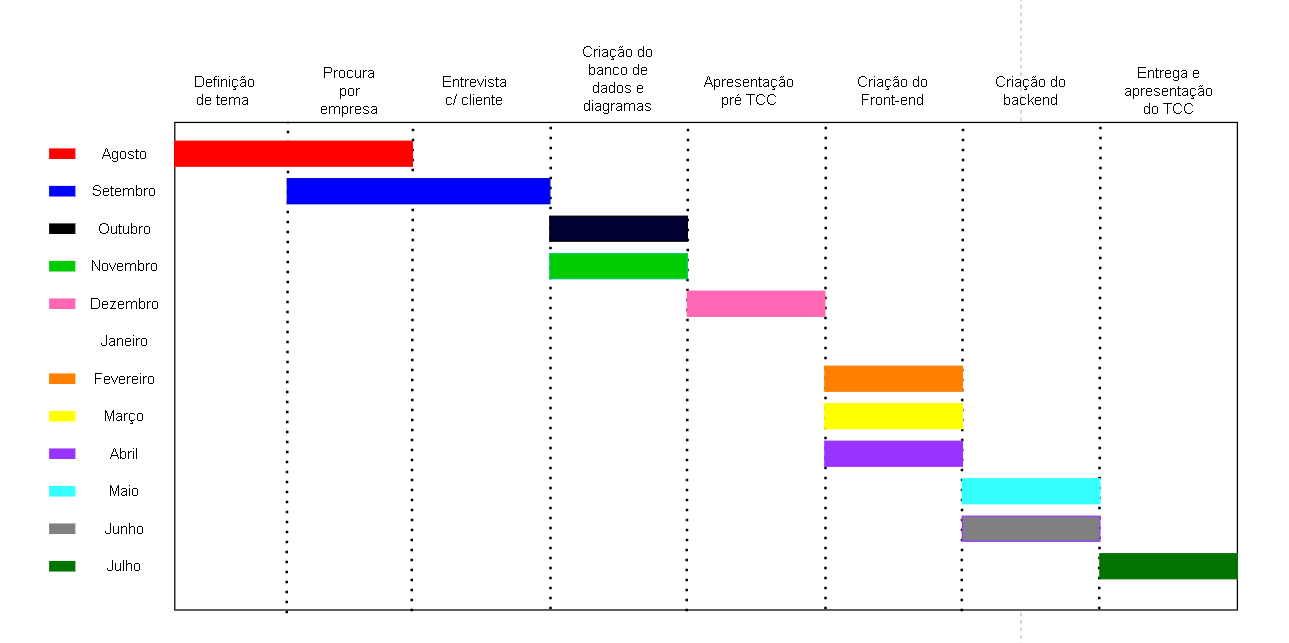 Definição
de tema
Procura
por
empresa
Entrevista
c/ cliente
Criação do
banco de
dados e
diagramas
Apresentação
pré TCC
Criação do
Front-end
Criação do
backend
Entrega e
apresentação
do TCC
Agosto
Setembro
Outubro
Novembro
Dezembro
Janeiro
Fevereiro
Março
Abril
Maio
Junho
Julho